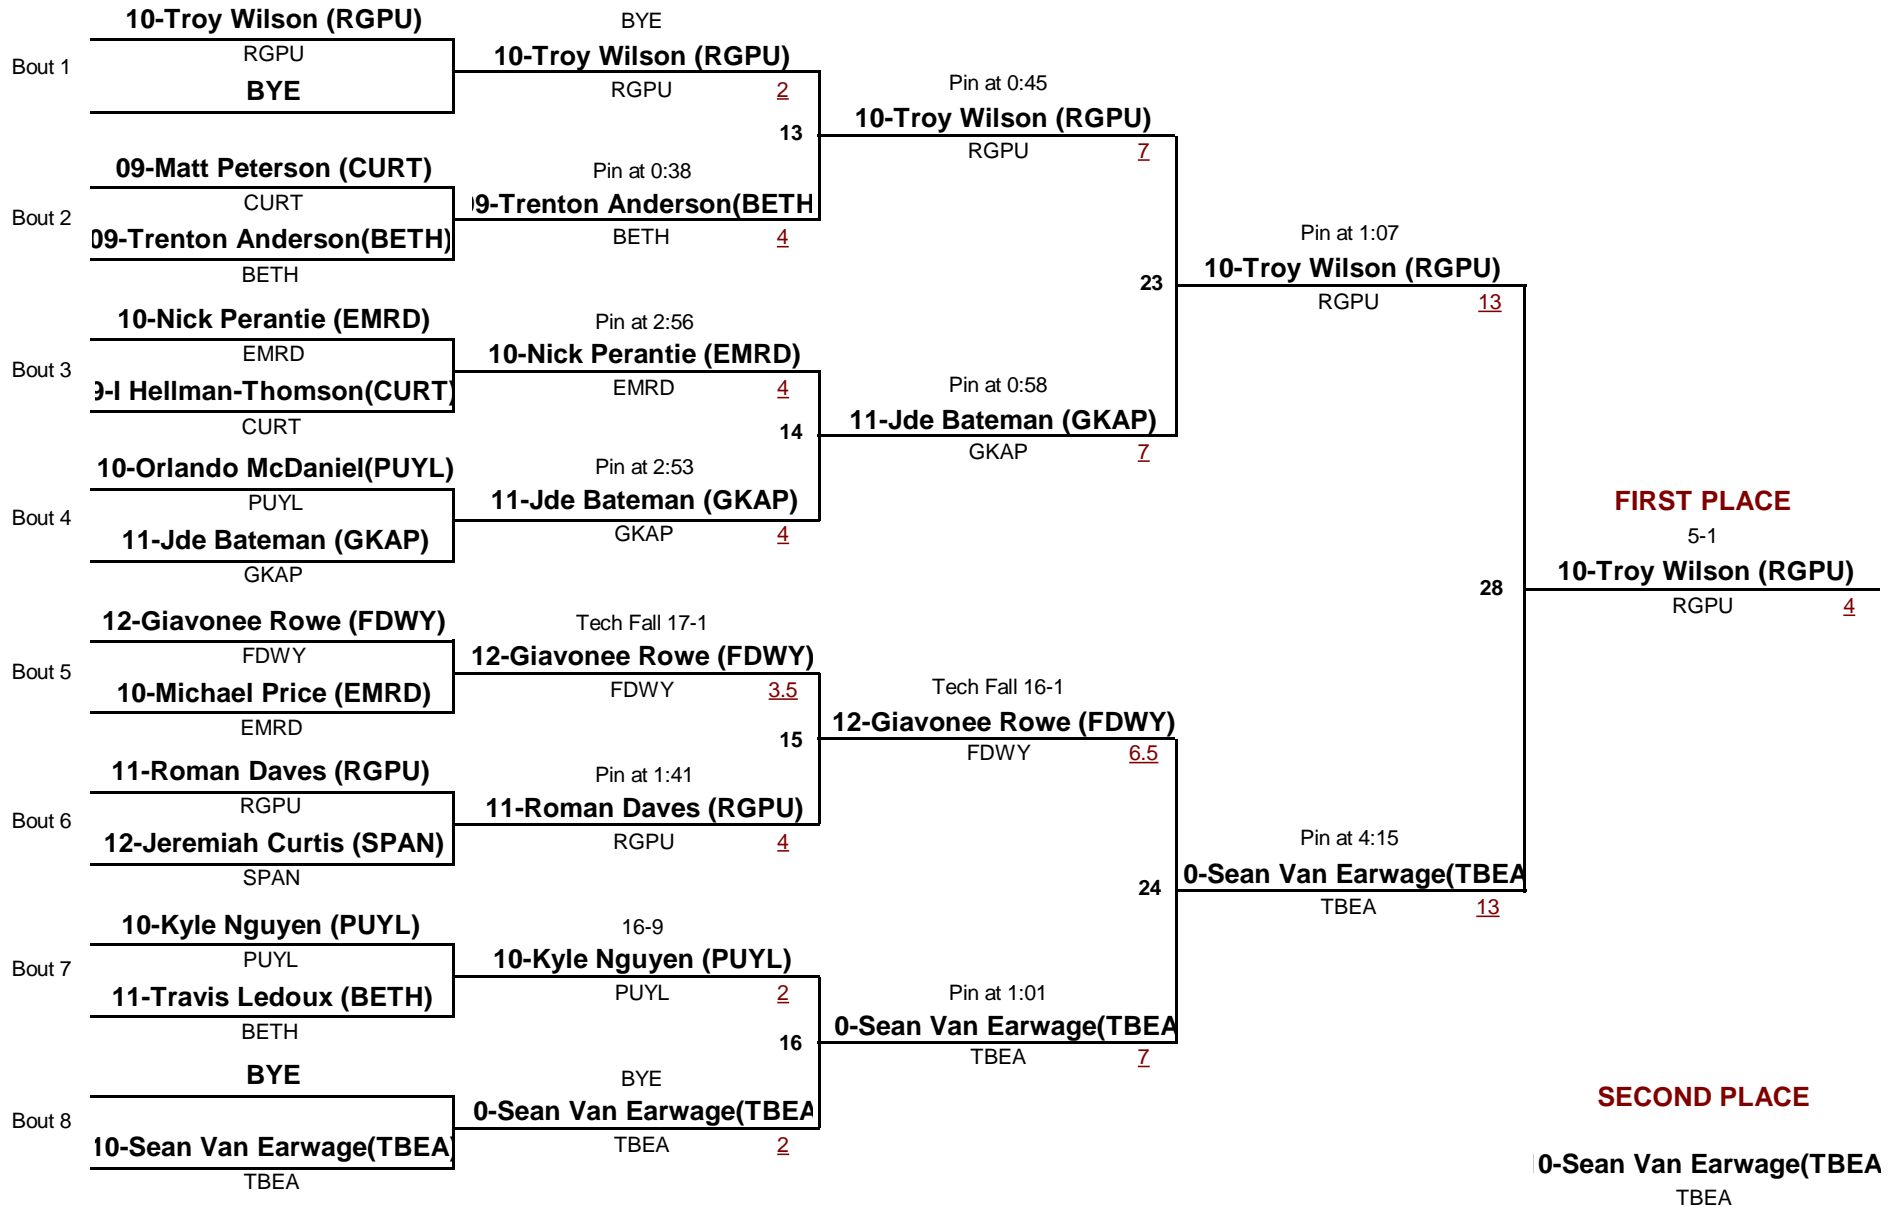 10-Troy Wilson (RGPU)
BYE
Bout 1
RGPU
10-Troy Wilson (RGPU)
BYE
RGPU
2
Pin at 0:45
13
10-Troy Wilson (RGPU)
RGPU
7
09-Matt Peterson (CURT)
Pin at 0:38
Bout 2
CURT
9-Trenton Anderson(BETH
09-Trenton Anderson(BETH)
BETH
4
BETH
Pin at 1:07
10-Troy Wilson (RGPU)
23
RGPU
13
10-Nick Perantie (EMRD)
Pin at 2:56
Bout 3
EMRD
10-Nick Perantie (EMRD)
9-I Hellman-Thomson(CURT)
EMRD
4
CURT
Pin at 0:58
14
11-Jde Bateman (GKAP)
GKAP
7
10-Orlando McDaniel(PUYL)
Pin at 2:53
Bout 4
PUYL
11-Jde Bateman (GKAP)
11-Jde Bateman (GKAP)
GKAP
4
GKAP
FIRST PLACE
5-1
28
10-Troy Wilson (RGPU)
RGPU
4
12-Giavonee Rowe (FDWY)
Tech Fall 17-1
Bout 5
FDWY
12-Giavonee Rowe (FDWY)
10-Michael Price (EMRD)
FDWY
3.5
EMRD
Tech Fall 16-1
15
12-Giavonee Rowe (FDWY)
FDWY
6.5
11-Roman Daves (RGPU)
Pin at 1:41
Bout 6
RGPU
11-Roman Daves (RGPU)
12-Jeremiah Curtis (SPAN)
RGPU
4
SPAN
Pin at 4:15
24
0-Sean Van Earwage(TBEA
TBEA
13
10-Kyle Nguyen (PUYL)
16-9
Bout 7
PUYL
10-Kyle Nguyen (PUYL)
11-Travis Ledoux (BETH)
PUYL
2
BETH
Pin at 1:01
16
0-Sean Van Earwage(TBEA
TBEA
7
BYE
BYE
Bout 8
0-Sean Van Earwage(TBEA
10-Sean Van Earwage(TBEA)
TBEA
2
TBEA
SECOND PLACE
0-Sean Van Earwage(TBEA
TBEA